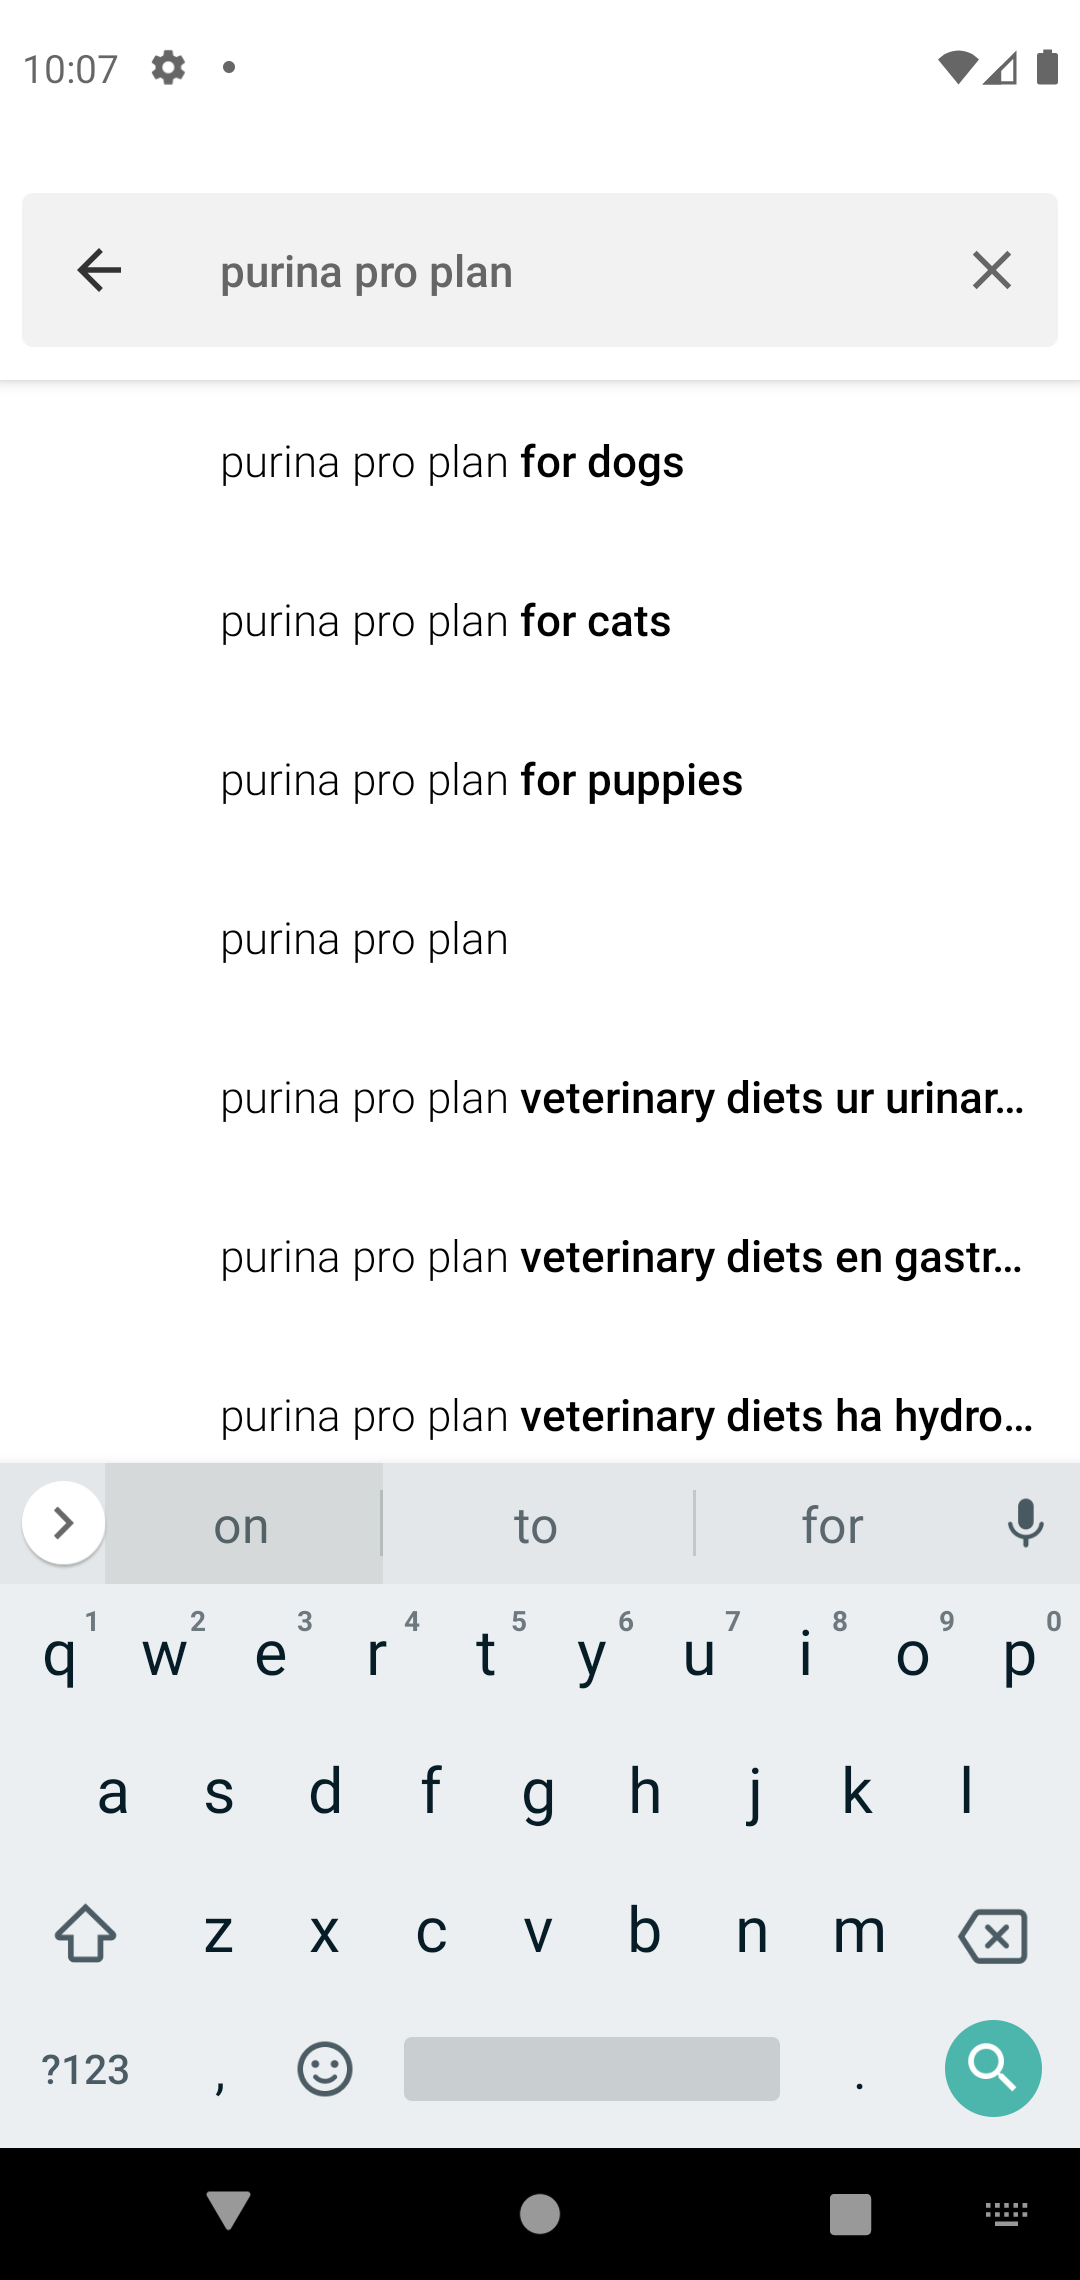 10:07
purina pro plan
purina pro plan for dogs
purina pro plan for cats
purina pro plan for puppies
purina pro plan
purina pro plan veterinary diets ur urinar...
purina pro plan veterinary diets en gastr...
purina pro plan veterinary diets ha hydro...
on to for
1 2 3 4 5 6 7 8 9 0
q w e r t y u i o p
a s d f g h j k l
z x c v b n m
?123 , .